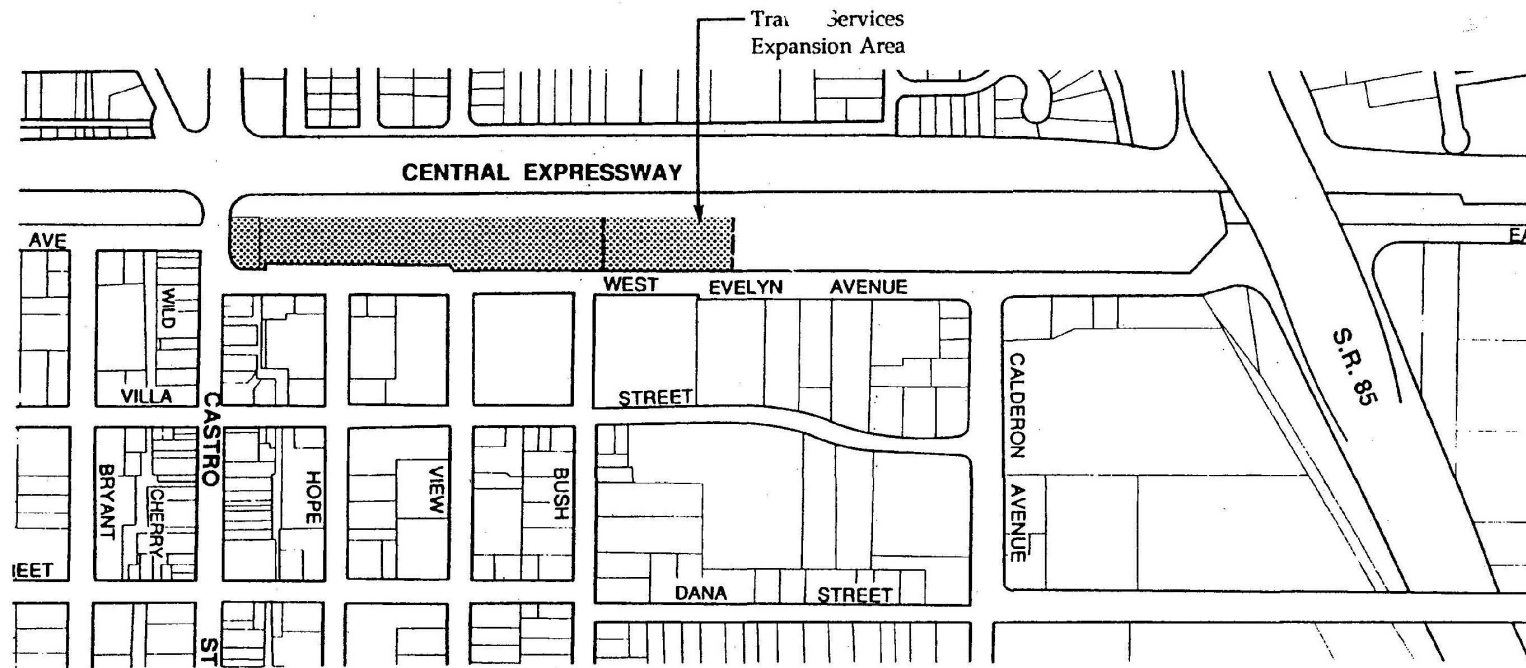 Services
Expansion Area
CENTRAL EXPRESSWAY
AVE
WEST EVELYN AVENUE
WILD
VILLA
STREET
CASTRO
S.R. 85
CALDERON
AVENUE
BRYANT
CHERRY
HOPE
VIEW
BUSH
DANA STREET
ST